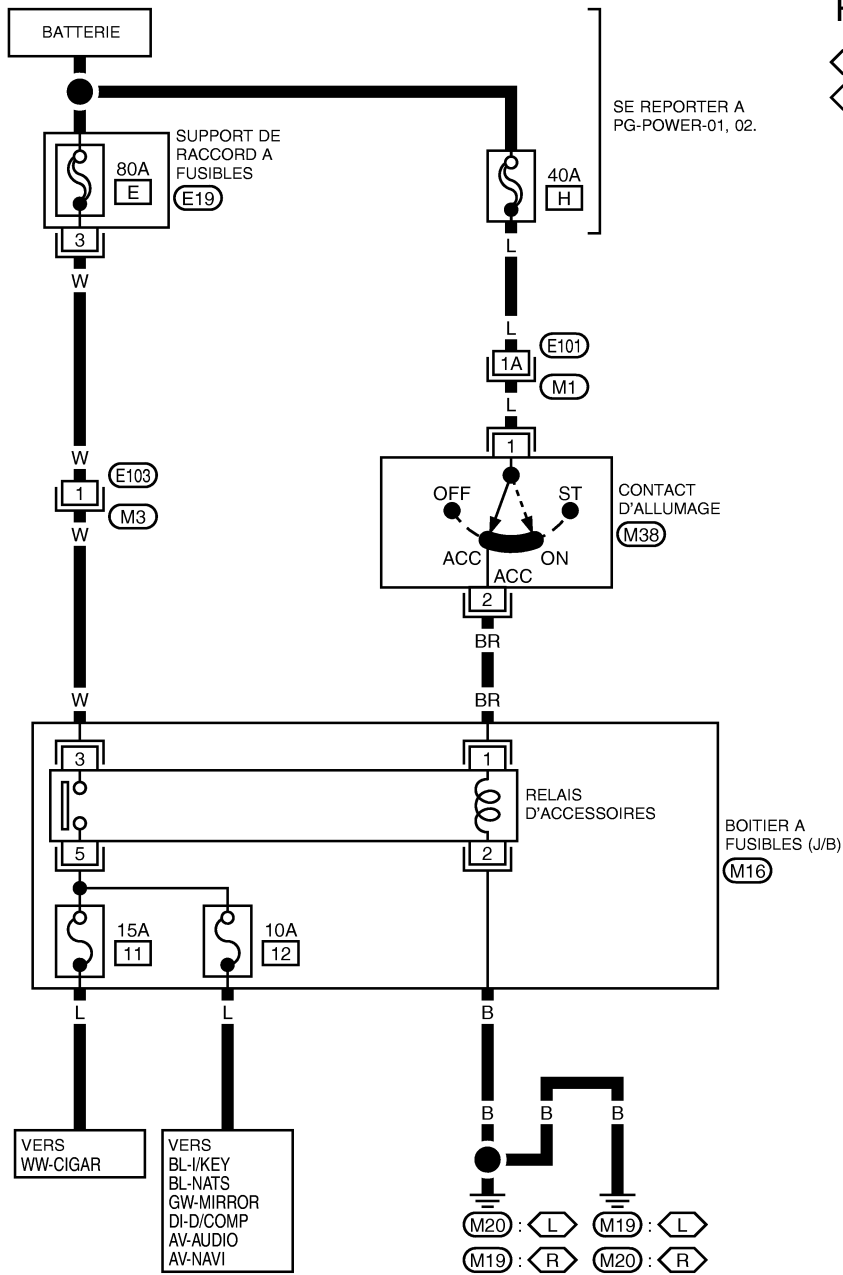 BATTERIE
SE REPORTER A
PG-POWER-01, 02.
SUPPORT DE
RACCORD A
FUSIBLES
E19
80A
E
40A
H
3
L
W
L
E101
1A
M1
L
W
1
E103
1
M3
W
OFF
ST
CONTACT
D'ALLUMAGE
M38
ACC
ON
ACC
2
BR
W
BR
3
1
RELAIS
D'ACCESSOIRES
BOITIER A
FUSIBLES (J/B)
M16
5
2
15A
11
10A
12
L
L
B
B
B
B
VERS
WW-CIGAR
VERS
BL-I/KEY
BL-NATS
GW-MIRROR
DI-D/COMP
AV-AUDIO
AV-NAVI
M20 : L
M19 : L
M19 : R
M20 : R